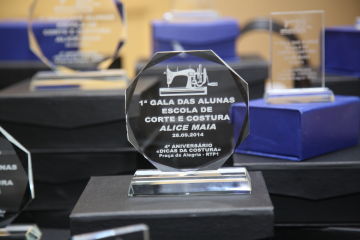 1ª GALA DAS ALUNAS
ESCOLA DE
CORTE E COSTURA
ALICE MAIA
28.09.2014
4º ANIVERSÁRIO
«DICAS DA COSTURA»
Praça da Alegria - RTP1